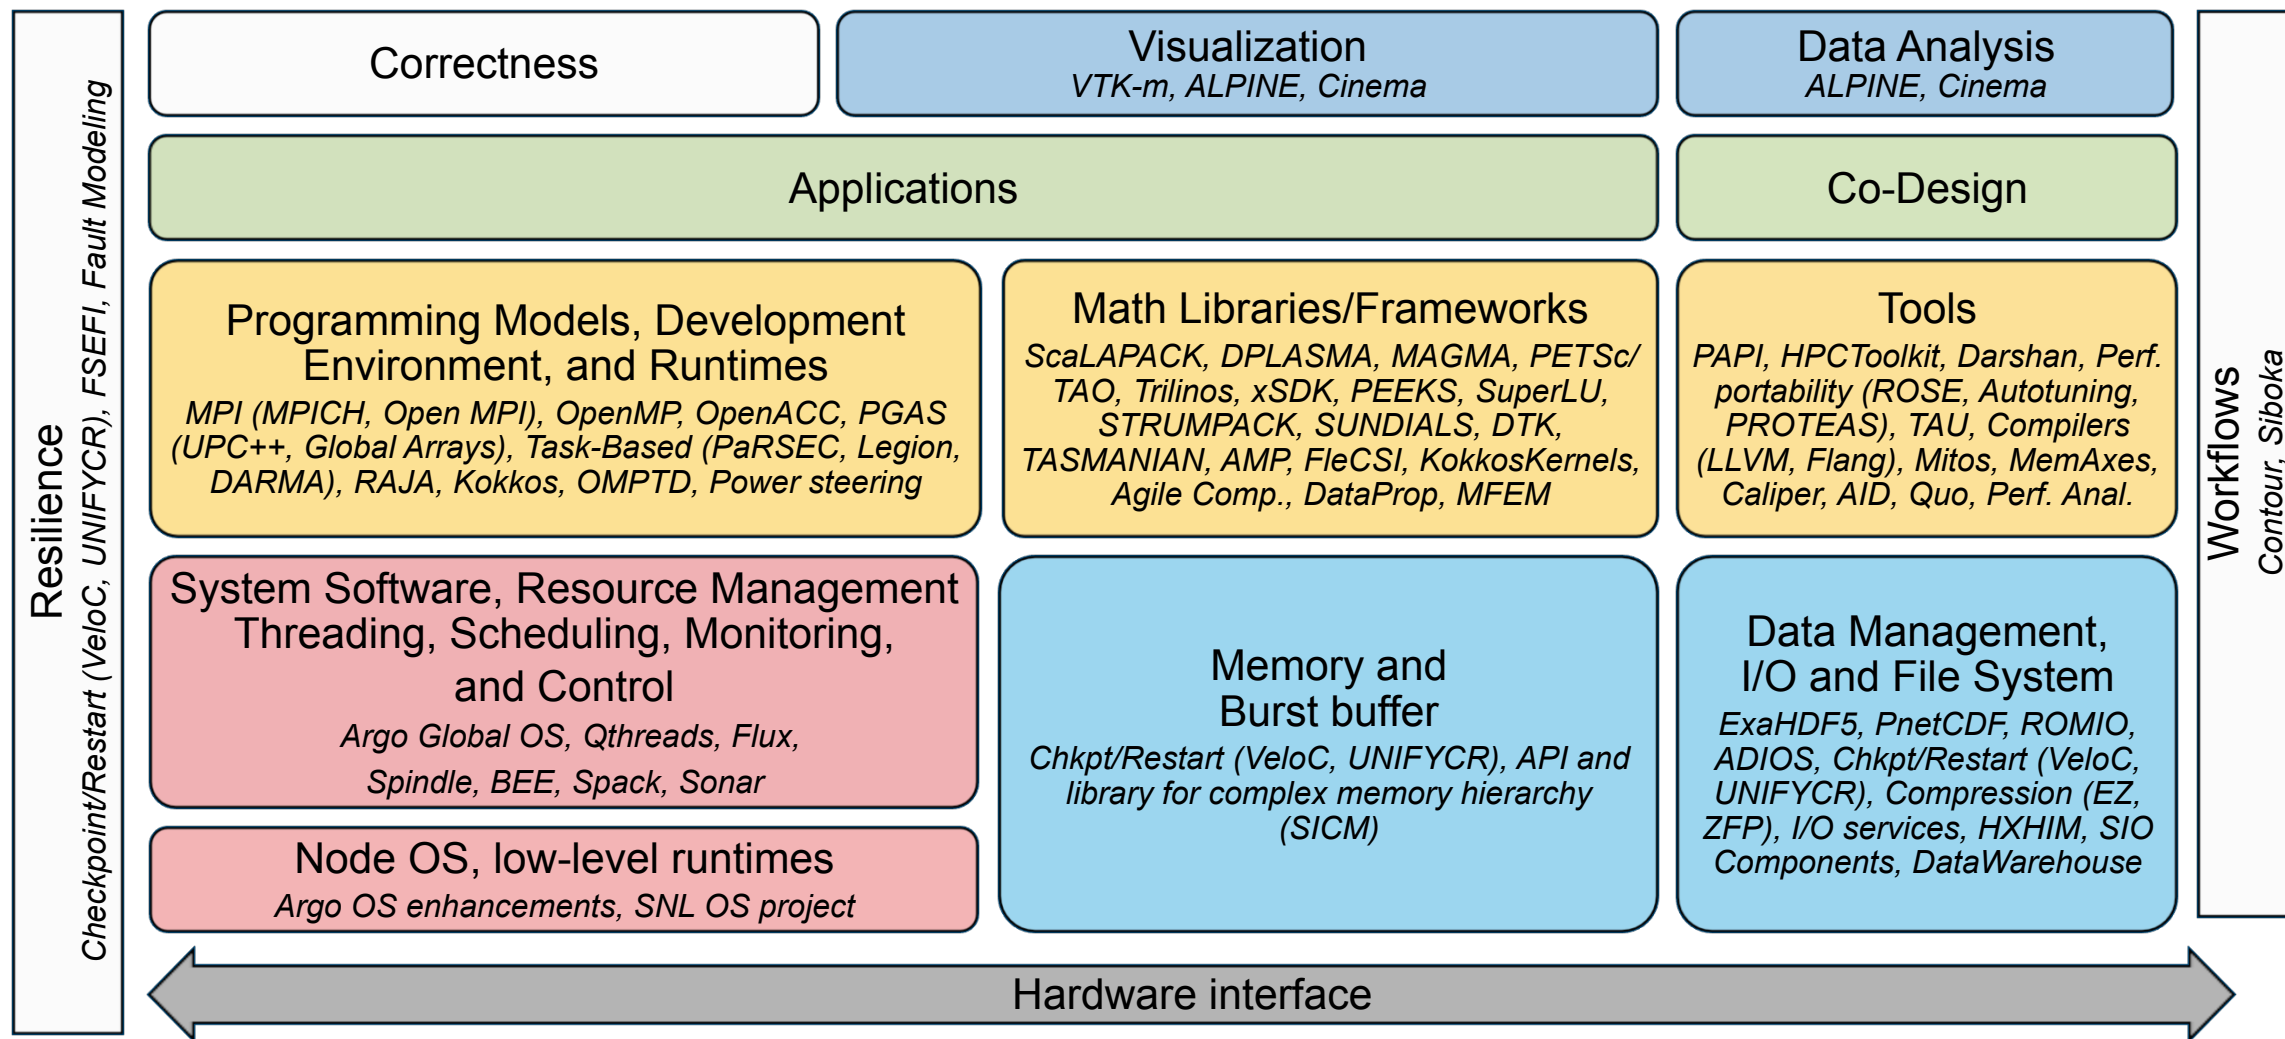 Resilience
Checkpoint/Restart (VeloC, UNIFYCR), FSEFI, Fault Modeling
Correctness
Visualization
VTK-m, ALPINE, Cinema
Data Analysis
ALPINE, Cinema
Applications
Co-Design
Programming Models, Development
Environment, and Runtimes
MPI (MPICH, Open MPI), OpenMP, OpenACC, PGAS
(UPC++, Global Arrays), Task-Based (PaRSEC, Legion,
DARMA), RAJA, Kokkos, OMPTD, Power steering
Math Libraries/Frameworks
ScaLAPACK, DPLASMA, MAGMA, PETSc/
TAO, Trilinos, xSDK, PEEKS, SuperLU,
STRUMPACK, SUNDIALS, DTK,
TASMANIAN, AMP, FleCSI, KokkosKernels,
Agile Comp., DataProp, MFEM
Tools
PAPI, HPCToolkit, Darshan, Perf.
portability (ROSE, Autotuning,
PROTEAS), TAU, Compilers
(LLVM, Flang), Mitos, MemAxes,
Caliper, AID, Quo, Perf. Anal.
System Software, Resource Management
Threading, Scheduling, Monitoring,
and Control
Argo Global OS, Qthreads, Flux,
Spindle, BEE, Spack, Sonar
Node OS, low-level runtimes
Argo OS enhancements, SNL OS project
Memory and
Burst buffer
Chkpt/Restart (VeloC, UNIFYCR), API and
library for complex memory hierarchy
(SICM)
Data Management,
I/O and File System
ExaHDF5, PnetCDF, ROMIO,
ADIOS, Chkpt/Restart (VeloC,
UNIFYCR), Compression (EZ,
ZFP), I/O services, HXHIM, SIO
Components, DataWarehouse
Workflows
Contour, Siboka
Hardware interface